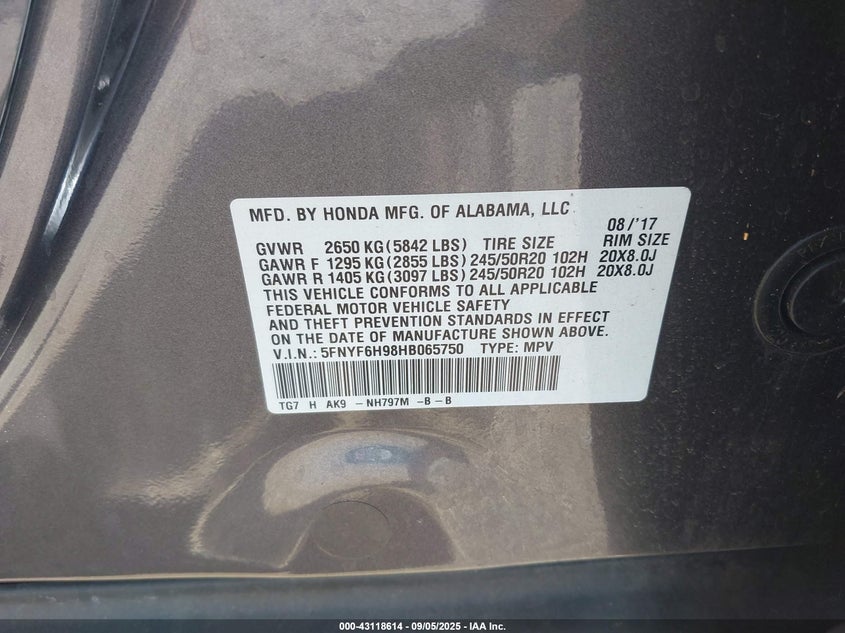 MFD. BY HONDA MFG. OF ALABAMA, LLC 08/'17
GVWR 2650 KG (5842 LBS) TIRE SIZE RIM SIZE
GAWR F 1295 KG (2855 LBS) 245/50R20 102H 20X8.0J
GAWR R 1405 KG (3097 LBS) 245/50R20 102H 20X8.0J
THIS VEHICLE CONFORMS TO ALL APPLICABLE
FEDERAL MOTOR VEHICLE SAFETY
AND THEFT PREVENTION STANDARDS IN EFFECT
ON THE DATE OF MANUFACTURE SHOWN ABOVE.
V.I.N.: 5FNYF6H98HB065750 TYPE: MPV
TG7 H AK9 -NH797M -B-B
000-43118614 - 09/05/2025 - IAA Inc.